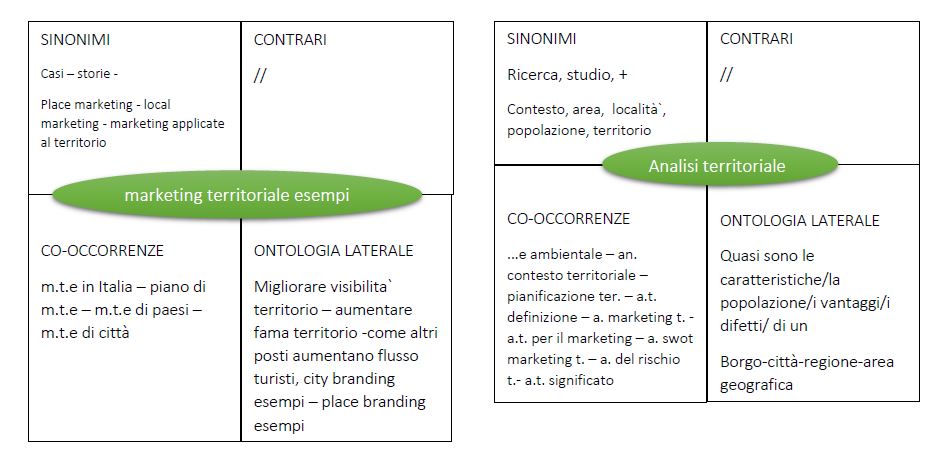 SINONIMI
Casi – storie -
Place marketing - local
marketing - marketing applicate
al territorio
CONTRARI
//
marketing territoriale esempi
CO-OCCORRENZE
m.t.e in Italia – piano di
m.t.e – m.t.e di paesi –
m.t.e di città
ONTOLOGIA LATERALE
Migliorare visibilita`
territorio – aumentare
fama territorio -come altri
posti aumentano flusso
turisti, city branding
esempi – place branding
esempi
SINONIMI
Ricerca, studio, +
Contesto, area, località`,
popolazione, territorio
CONTRARI
//
Analisi territoriale
CO-OCCORRENZE
...e ambientale – an.
contesto territoriale –
pianificazione ter. – a.t.
definizione – a. marketing t. -
a.t. per il marketing – a. swot
marketing t. – a. del rischio
t.- a.t. significato
ONTOLOGIA LATERALE
Quasi sono le
caratteristiche/la
popolazione/i vantaggi/i
difetti/ di un
Borgo-città-regione-area
geografica